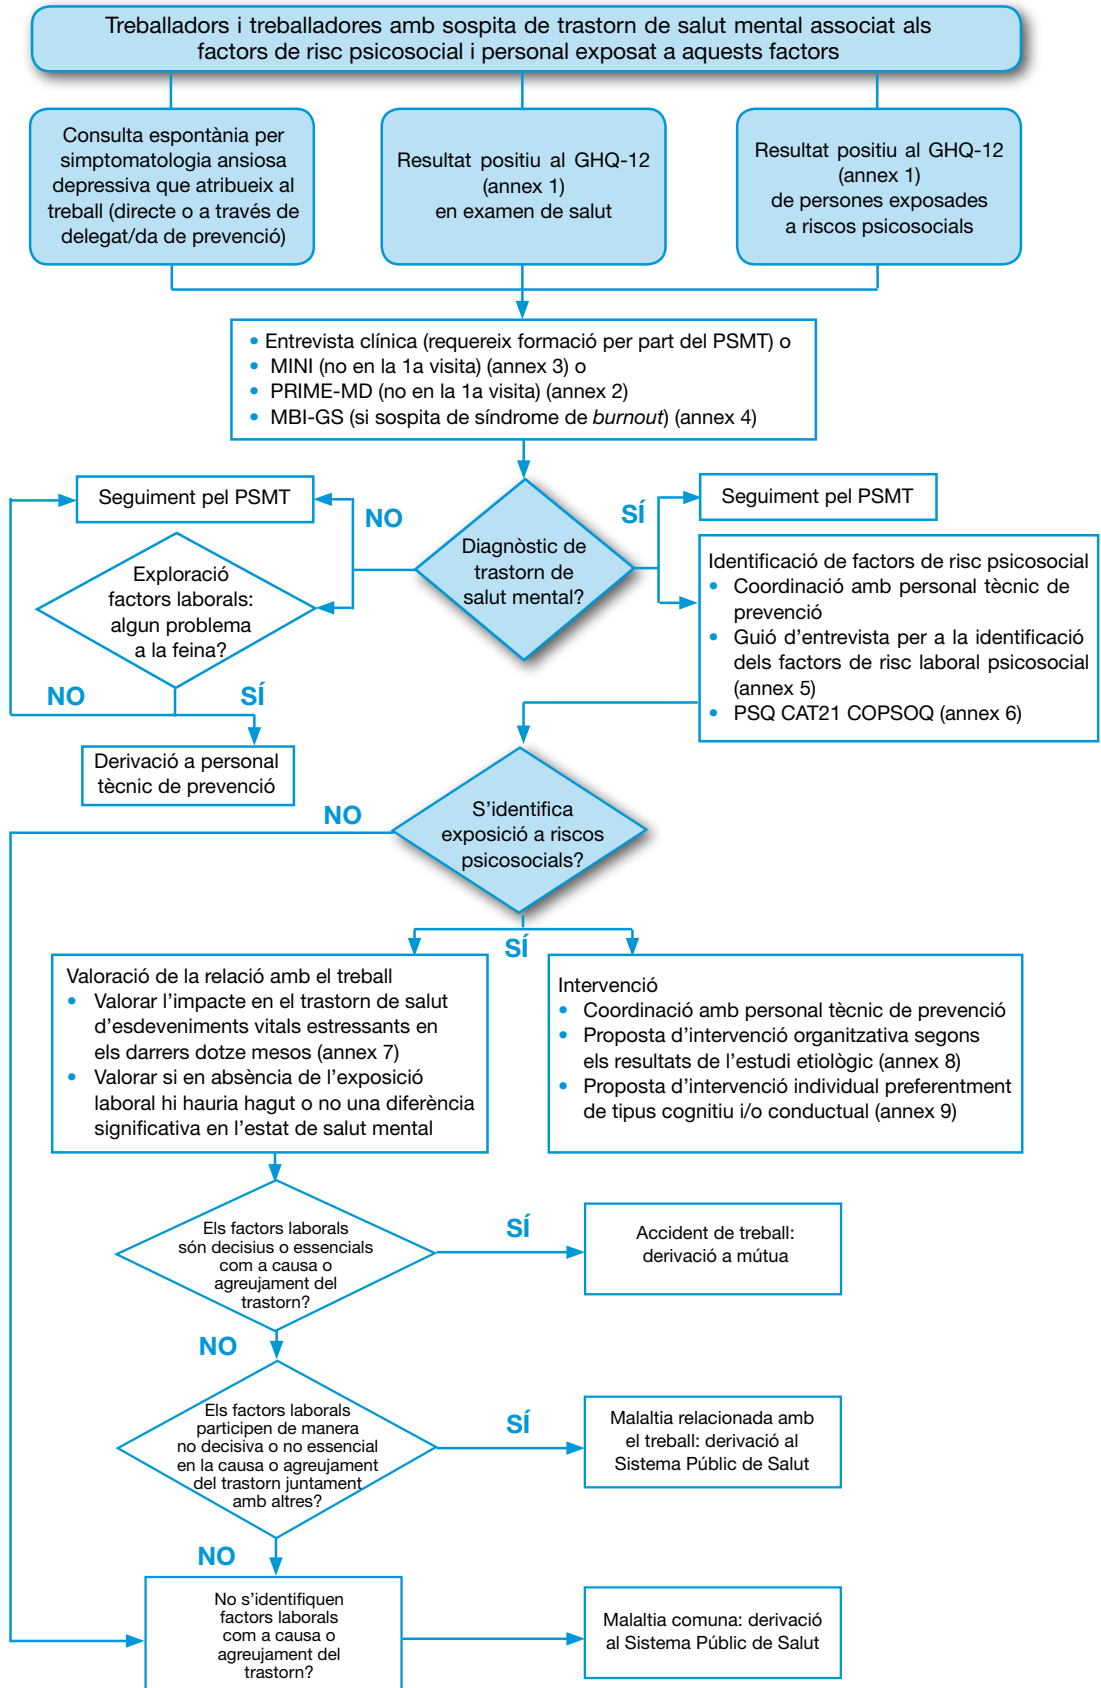 Treballadors i treballadores amb sospita de trastorn de salut mental associat als
factors de risc psicosocial i personal exposat a aquests factors
Consulta espontània per
simptomatologia ansiosa
depressiva que atribueix al
treball (directe o a través de
delegat/da de prevenció)
Resultat positiu al GHQ-12
(annex 1)
en examen de salut
Resultat positiu al GHQ-12
(annex 1)
de persones exposades
a riscos psicosocials
• Entrevista clínica (requereix formació per part del PSMT) o
• MINI (no en la 1a visita) (annex 3) o
• PRIME-MD (no en la 1a visita) (annex 2)
• MBI-GS (si sospita de síndrome de burnout) (annex 4)
Seguiment pel PSMT
NO
Diagnòstic de
trastorn de
salut mental?
SÍ
Seguiment pel PSMT
Exploració
factors laborals:
algun problema
a la feina?
NO
SÍ
Derivació a personal
tècnic de prevenció
Identificació de factors de risc psicosocial
• Coordinació amb personal tècnic de
prevenció
• Guió d'entrevista per a la identificació
dels factors de risc laboral psicosocial
(annex 5)
• PSQ CAT21 COPSOQ (annex 6)
NO
S'identifica
exposició a riscos
psicosocials?
SÍ
Valoració de la relació amb el treball
• Valorar l'impacte en el trastorn de salut
d'esdeveniments vitals estressants en
els darrers dotze mesos (annex 7)
• Valorar si en absència de l'exposició
laboral hi hauria hagut o no una diferència
significativa en l'estat de salut mental
Intervenció
• Coordinació amb personal tècnic de prevenció
• Proposta d'intervenció organitzativa segons
els resultats de l'estudi etiològic (annex 8)
• Proposta d'intervenció individual preferentment
de tipus cognitiu i/o conductual (annex 9)
Els factors laborals
són decisius o essencials
com a causa o
agreujament del
trastorn?
SÍ
Accident de treball:
derivació a mútua
NO
Els factors laborals
participen de manera
no decisiva o no essencial
en la causa o agreujament
del trastorn juntament
amb altres?
SÍ
Malaltia relacionada amb
el treball: derivació al
Sistema Públic de Salut
NO
No s'identifiquen
factors laborals
com a causa o
agreujament del
trastorn?
Malaltia comuna: derivació
al Sistema Públic de Salut